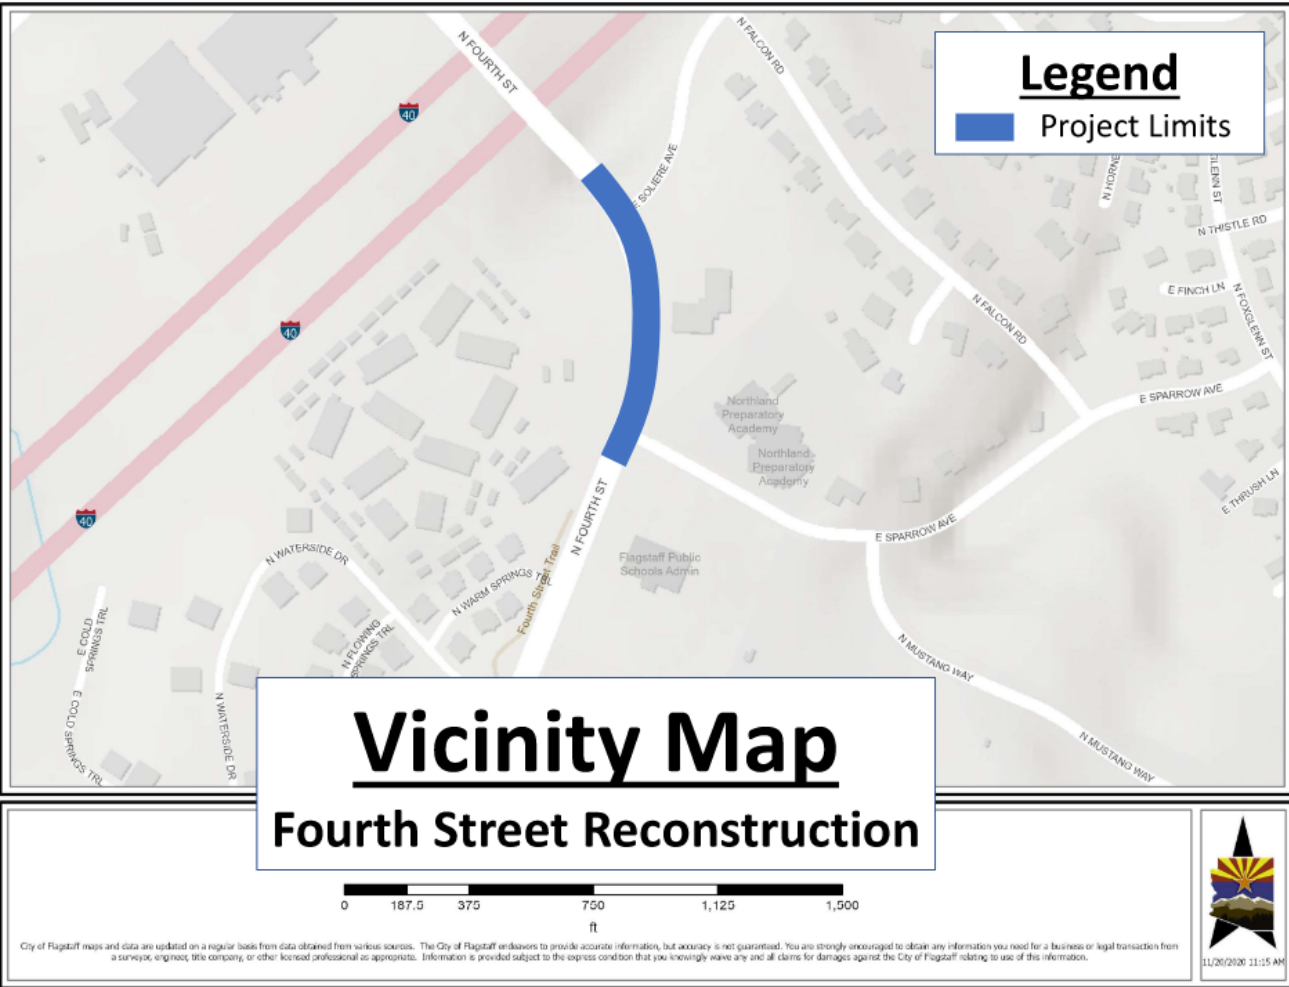 N FOURTH ST
N FALCON RD
Legend
Project Limits
40
E SOLIERE AVE
N HORNE
GLENN ST
N THISTLE RD
E FINCH LN
N FOXGLENN ST
N FALCON RD
40
E SPARROW AVE
Northland
Preparatory
Academy
Northland
Preparatory
Academy
E THRUSH LN
40
N FOURTH ST
E SPARROW AVE
N WATERSIDE DR
Flagstaff Public
Schools Admin
N WARM SPRINGS TRL
Fourth Street Trail
E COLD
SPRINGS TRL
N FLOWING
SPRINGS TRL
N MUSTANG WAY
E COLD SPRINGS TRL
N WATERSIDE DR
N MUSTANG WAY
Vicinity Map
Fourth Street Reconstruction
0 187.5 375 750 1,125 1,500
ft
City of Flagstaff maps and data are updated on a regular basis from data obtained from various sources. The City of Flagstaff endeavors to provide accurate information, but accuracy is not guaranteed. You are strongly encouraged to obtain any information you need for a business or legal transaction from
a surveyor, engineer, title company, or other licensed professional as appropriate. Information is provided subject to the express condition that you knowingly waive any and all claims for damages against the City of Flagstaff relating to use of this information.
11/20/2020 11:15 AM